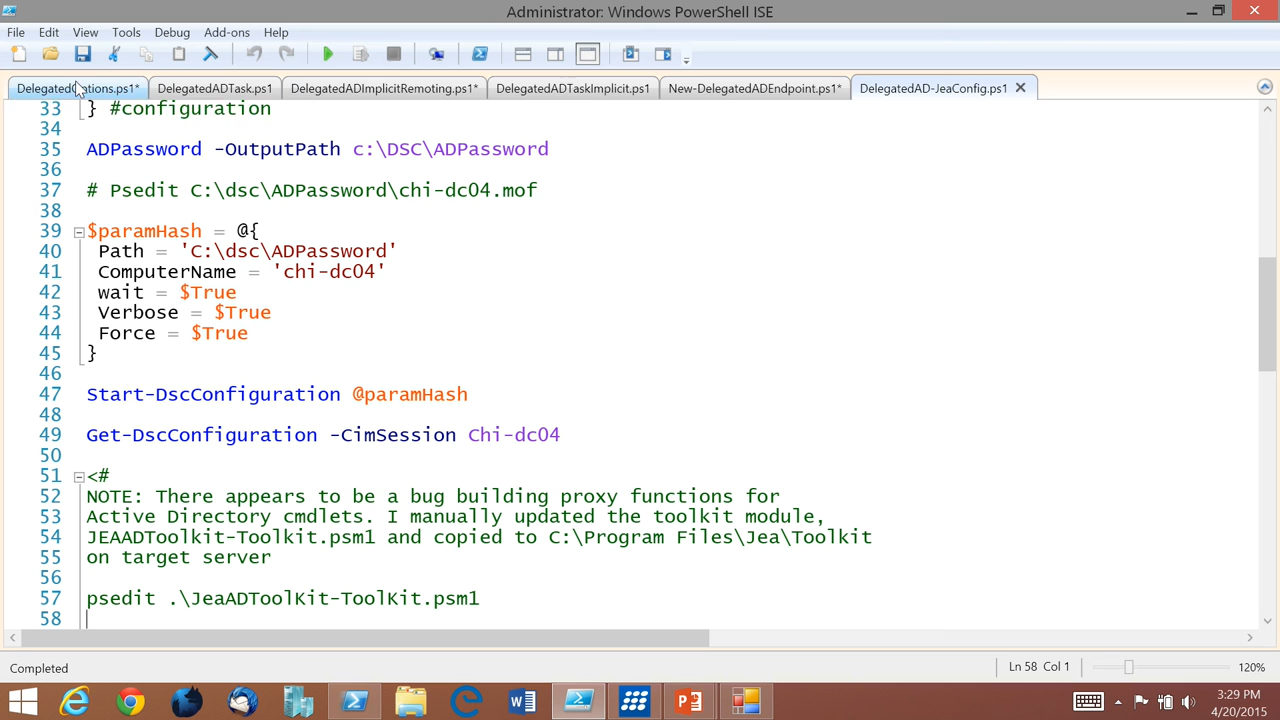 Administrator: Windows PowerShell ISE
File Edit View Tools Debug Add-ons Help
DelegatedADTask.ps1 DelegatedADImplicitRemoting.ps1* DelegatedADTaskImplicit.ps1 New-DelegatedADEndpoint.ps1* DelegatedAD-JeaConfig.ps1
33 } #configuration
34
35 ADPassword -OutputPath c:\DSC\ADPassword
36
37 # Psedit C:\dsc\ADPassword\chi-dc04.mof
38
39 $paramHash = @{
40 Path = 'C:\dsc\ADPassword'
41 ComputerName = 'chi-dc04'
42 wait = $True
43 Verbose = $True
44 Force = $True
45 }
46
47 Start-DscConfiguration @paramHash
48
49 Get-DscConfiguration -CimSession Chi-dc04
50
51 <#
52 NOTE: There appears to be a bug building proxy functions for
53 Active Directory cmdlets. I manually updated the toolkit module,
54 JEAADToolkit-Toolkit.psm1 and copied to C:\Program Files\Jea\Toolkit
55 on target server
56
57 psedit .\JeaADToolKit-ToolKit.psm1
58
Completed Ln 58 Col 1 120%
3:29 PM
4/20/2015